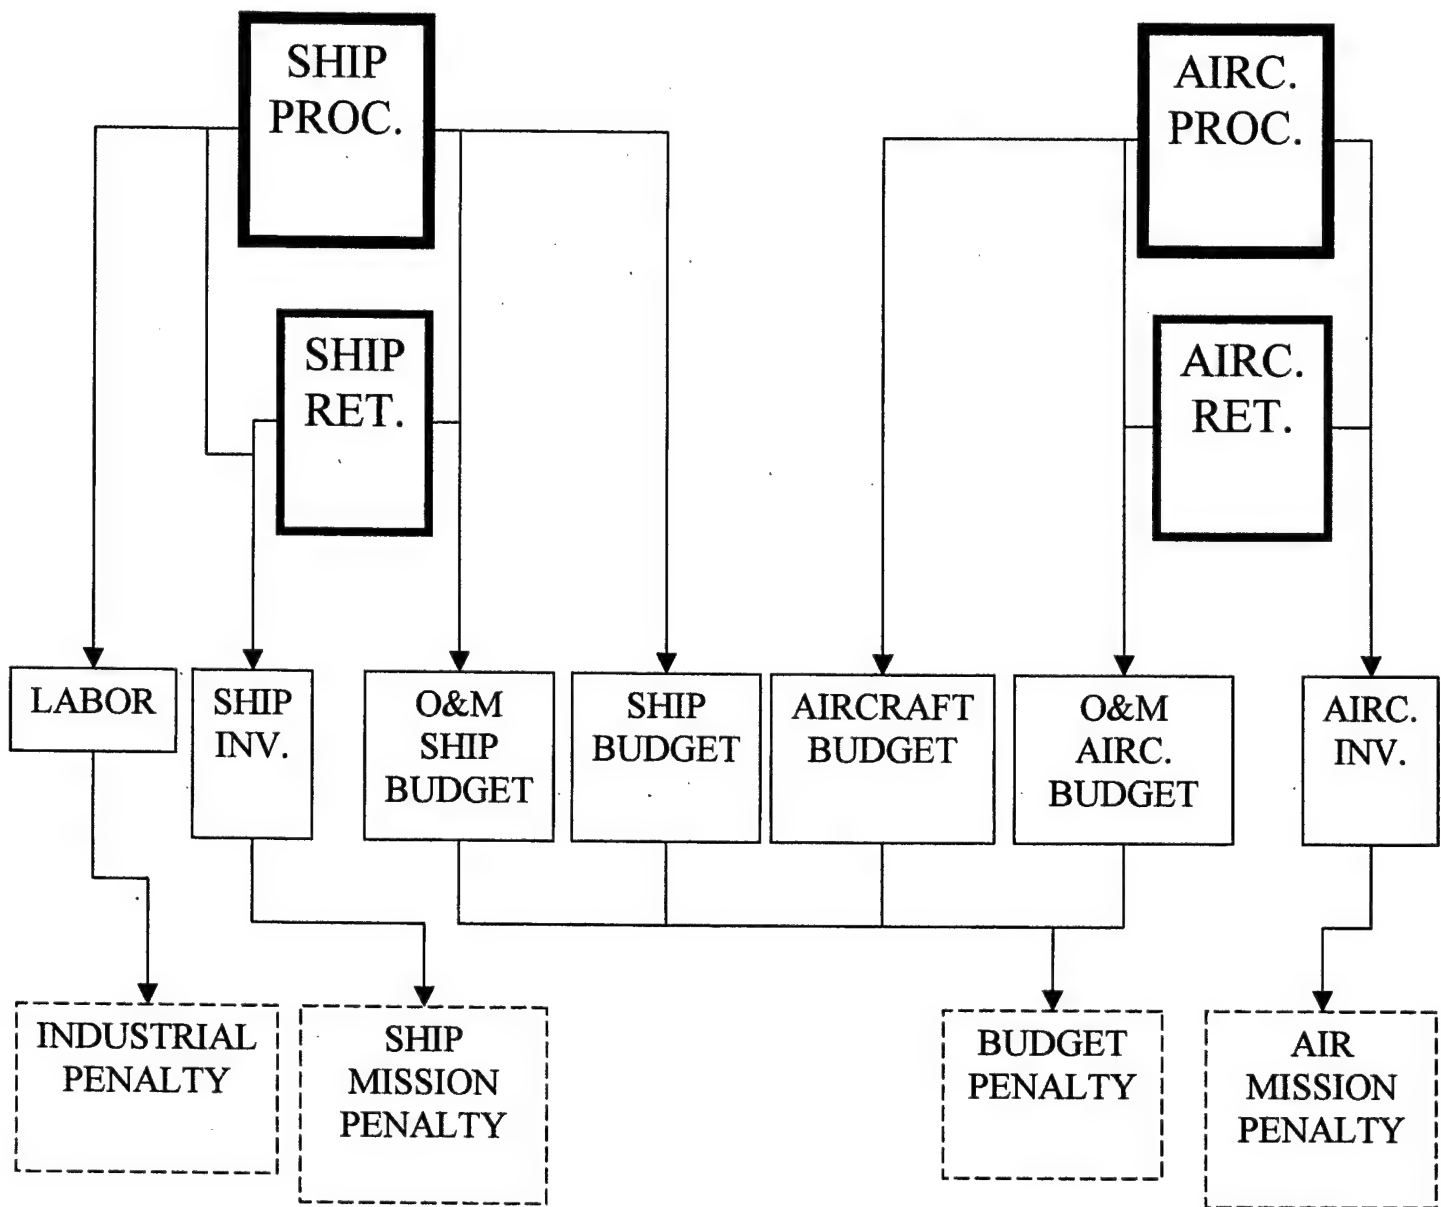 SHIP
PROC.
AIRC.
PROC.
SHIP
RET.
AIRC.
RET.
LABOR
SHIP
INV.
O&M
SHIP
BUDGET
SHIP
BUDGET
AIRCRAFT
BUDGET
O&M
AIRC.
BUDGET
AIRC.
INV.
INDUSTRIAL
PENALTY
SHIP
MISSION
PENALTY
BUDGET
PENALTY
AIR
MISSION
PENALTY